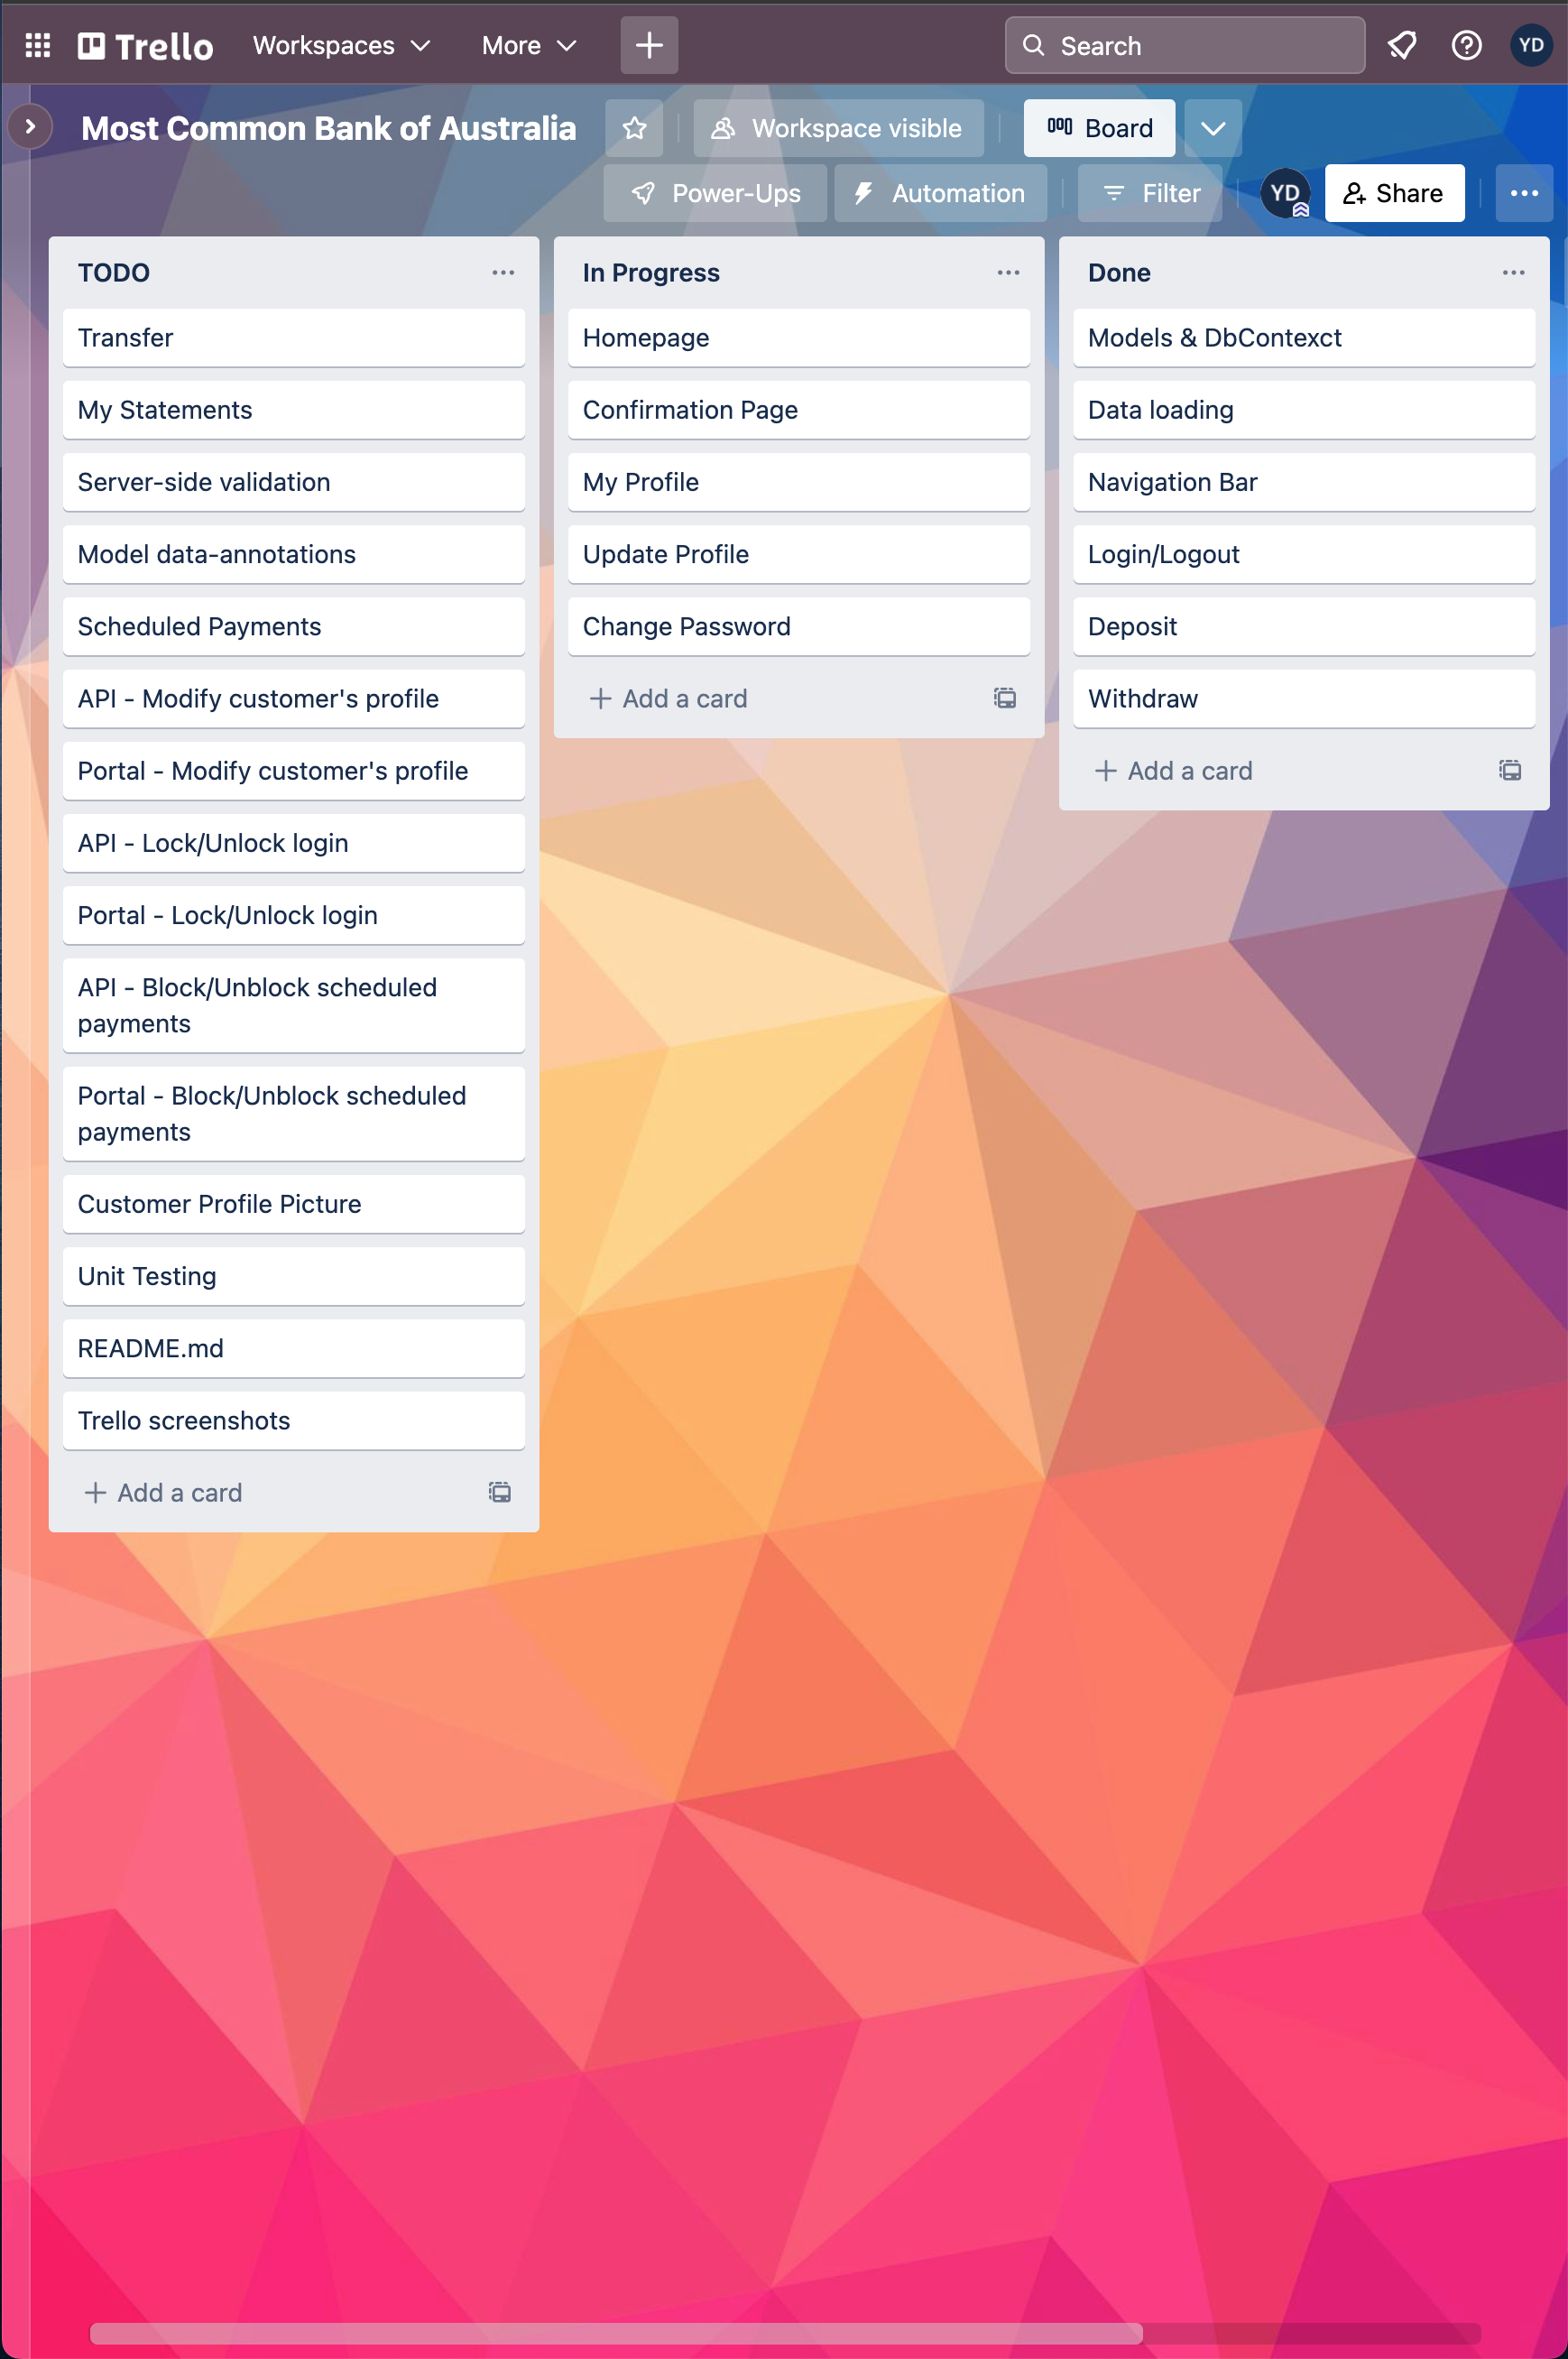 Trello
Workspaces
More
Search
YD
Most Common Bank of Australia
Workspace visible
Board
Power-Ups
Automation
Filter
YD
Share
TODO
Transfer
My Statements
Server-side validation
Model data-annotations
Scheduled Payments
API - Modify customer's profile
Portal - Modify customer's profile
API - Lock/Unlock login
Portal - Lock/Unlock login
API - Block/Unblock scheduled
payments
Portal - Block/Unblock scheduled
payments
Customer Profile Picture
Unit Testing
README.md
Trello screenshots
Add a card
In Progress
Homepage
Confirmation Page
My Profile
Update Profile
Change Password
Add a card
Done
Models & DbContexct
Data loading
Navigation Bar
Login/Logout
Deposit
Withdraw
Add a card